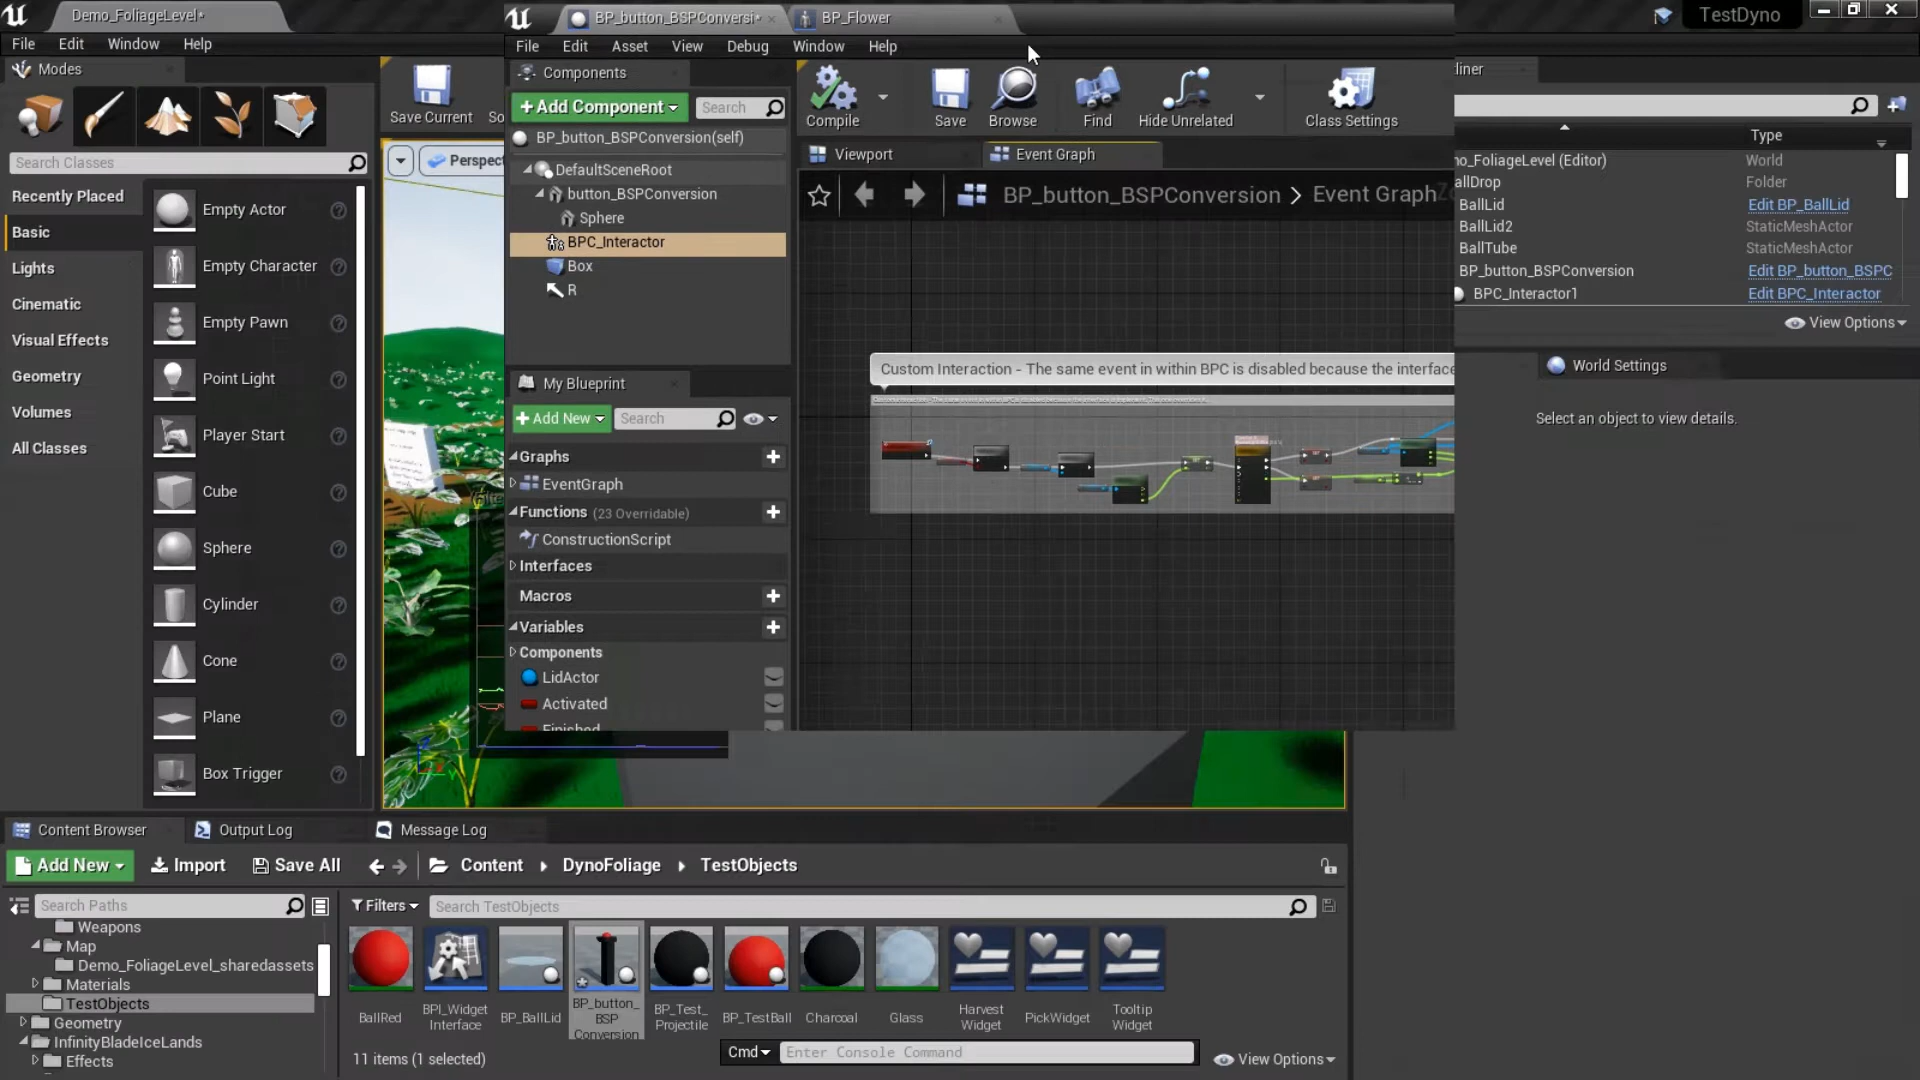 Demo_FoliageLevel*
File Edit Window Help
Modes
Search Classes
Recently Placed
Basic
Lights
Cinematic
Visual Effects
Geometry
Volumes
All Classes
Empty Actor
Empty Character
Empty Pawn
Point Light
Player Start
Cube
Sphere
Cylinder
Cone
Plane
Box Trigger
Save Current
Perspect
BP_button_BSPConversi*
BP_Flower
File Edit Asset View Debug Window Help
Components
+Add Component
Search
BP_button_BSPConversion(self)
DefaultSceneRoot
button_BSPConversion
Sphere
BPC_Interactor
Box
R
My Blueprint
+Add New
Search
Graphs
EventGraph
Functions (23 Overridable)
ConstructionScript
Interfaces
Macros
Variables
Components
LidActor
Activated
Finished
Compile
Save
Browse
Find
Hide Unrelated
Class Settings
Viewport
Event Graph
BP_button_BSPConversion > Event Graph
Custom Interaction - The same event in within BPC is disabled because the interface
TestDyno
liner
Type
no_FoliageLevel (Editor) World
allDrop Folder
BallLid Edit BP_BallLid
BallLid2 StaticMeshActor
BallTube StaticMeshActor
BP_button_BSPConversion Edit BP_button_BSPC
BPC_Interactor1 Edit BPC_Interactor
View Options
World Settings
Select an object to view details.
Content Browser
Output Log
Message Log
Add New
Import
Save All
Content
DynoFoliage
TestObjects
Search Paths
Filters
Search TestObjects
Weapons
Map
Demo_FoliageLevel_sharedassets
Materials
TestObjects
Geometry
InfinityBladeIceLands
Effects
BallRed
BPI_Widget
Interface
BP_BallLid
BP_button_
BSP
Conversion
BP_Test_
Projectile
BP_TestBall
Charcoal
Glass
Harvest
Widget
PickWidget
Tooltip
Widget
11 items (1 selected)
Cmd
Enter Console Command
View Options